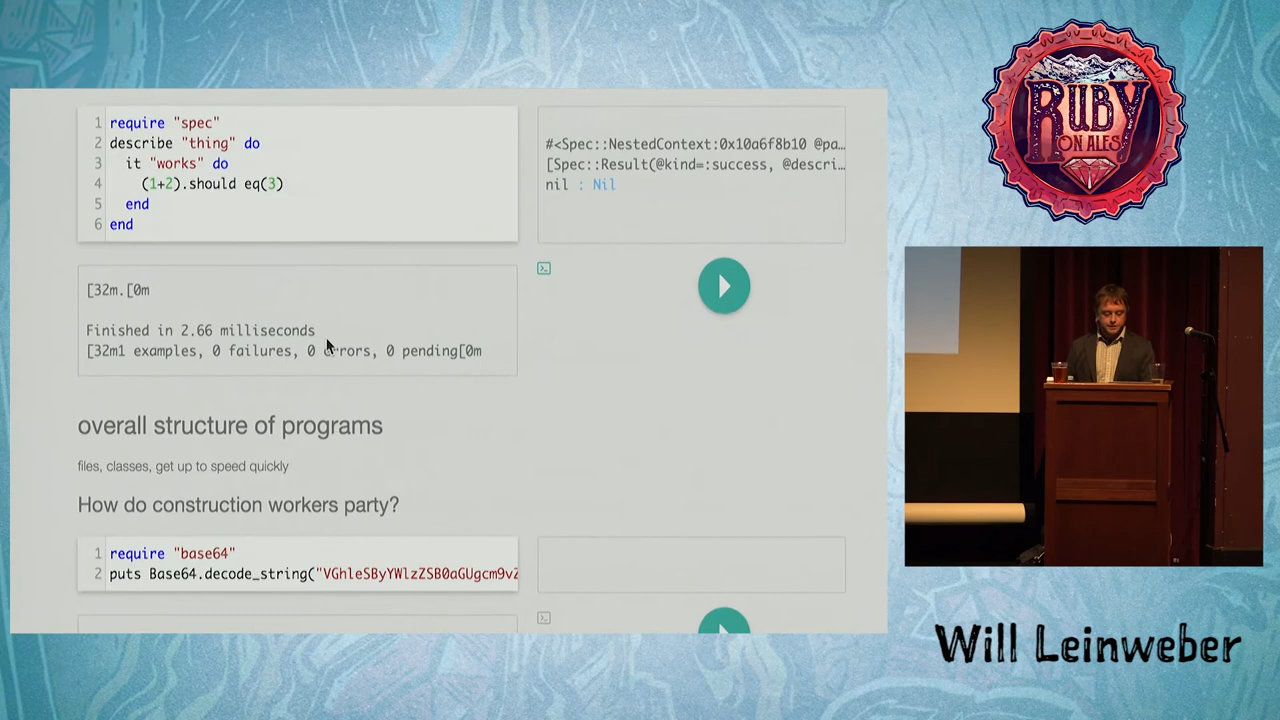 1 require "spec"
2 describe "thing" do
3 it "works" do
4 (1+2).should eq(3)
5 end
6 end
#<Spec::NestedContext:0x10a6f8b10 @pa…
[Spec::Result(@kind=:success, @descri…
nil : Nil
[32m.[0m
Finished in 2.66 milliseconds
[32m1 examples, 0 failures, 0 errors, 0 pending[0m
overall structure of programs
files, classes, get up to speed quickly
How do construction workers party?
1 require "base64"
2 puts Base64.decode_string("VGhleSByYWlzZSB0aGUgcm9vZ
RUBY
ON ALES
Will Leinweber